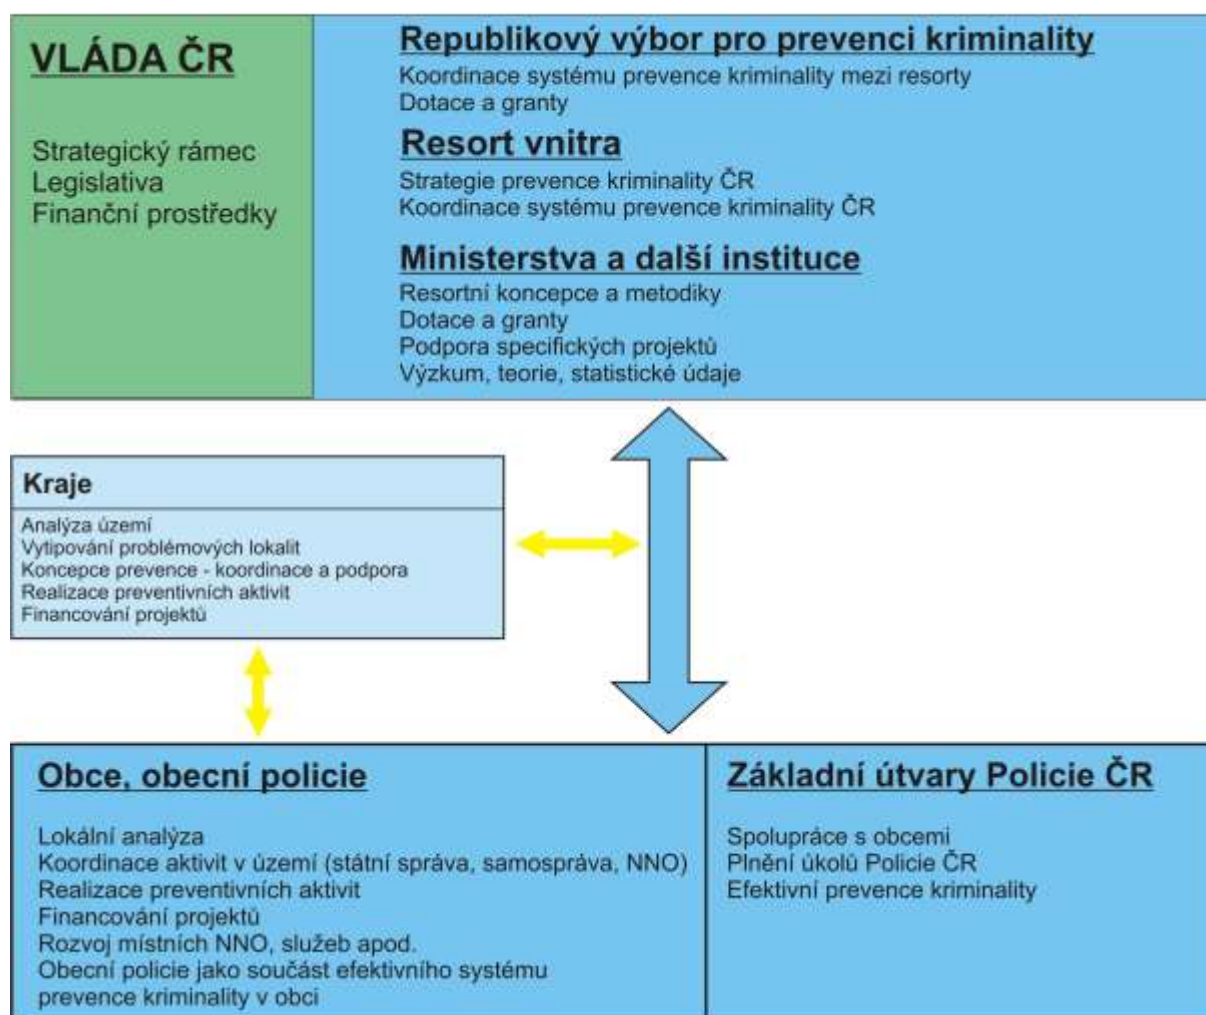 VLÁDA ČR
Strategický rámec
Legislativa
Finanční prostředky
Republikový výbor pro prevenci kriminality
Koordinace systému prevence kriminality mezi resorty
Dotace a granty
Resort vnitra
Strategie prevence kriminality ČR
Koordinace systému prevence kriminality ČR
Ministerstva a další instituce
Resortní koncepce a metodiky
Dotace a granty
Podpora specifických projektů
Výzkum, teorie, statistické údaje
Kraje
Analýza území
Vytipování problémových lokalit
Koncepce prevence - koordinace a podpora
Realizace preventivních aktivit
Financování projektů
Obce, obecní policie
Lokální analýza
Koordinace aktivit v území (státní správa, samospráva, NNO)
Realizace preventivních aktivit
Financování projektů
Rozvoj místních NNO, služeb apod.
Obecní policie jako součást efektivního systému
prevence kriminality v obci
Základní útvary Policie ČR
Spolupráce s obcemi
Plnění úkolů Policie ČR
Efektivní prevence kriminality